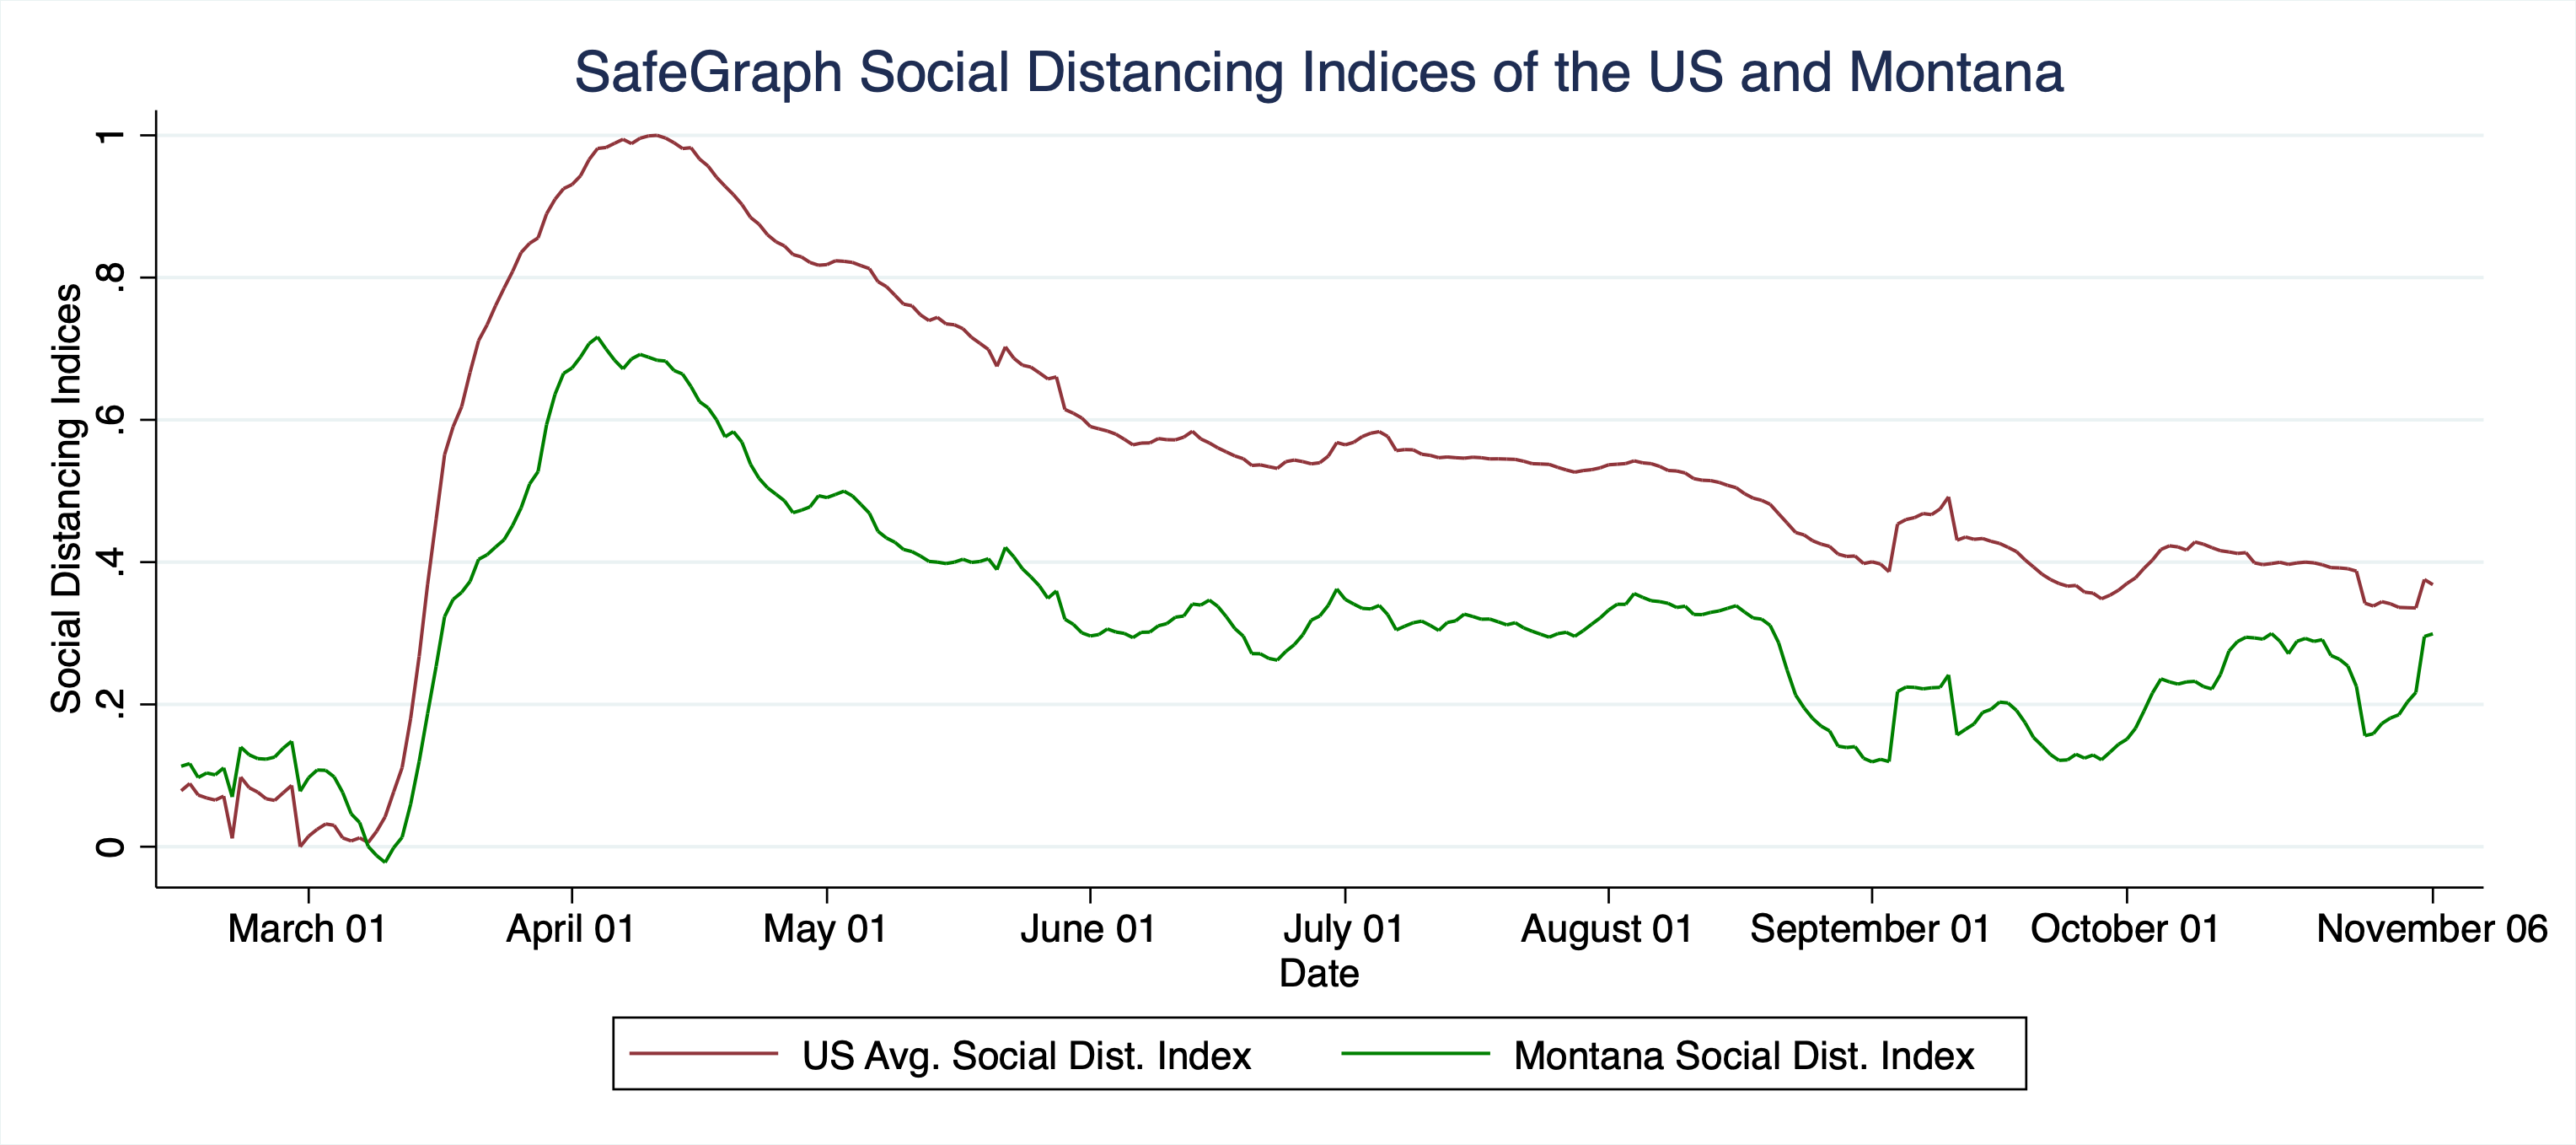 SafeGraph Social Distancing Indices of the US and Montana
Social Distancing Indices
1
.8
.6
.4
.2
0
March 01
April 01
May 01
June 01
July 01
August 01
September 01
October 01
November 06
Date
US Avg. Social Dist. Index
Montana Social Dist. Index